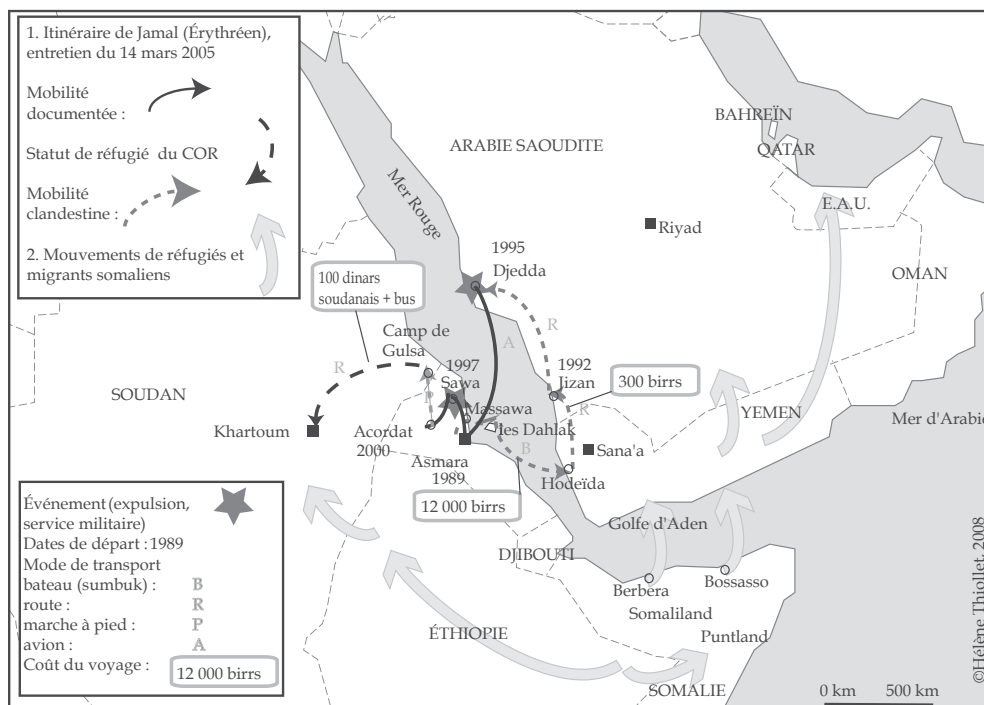 1. Itinéraire de Jamal (Érythréen),
entretien du 14 mars 2005
Mobilité
documentée :
Statut de réfugié du COR
Mobilité
clandestine :
2. Mouvements de réfugiés et
migrants somaliens
BAHREÏN
QATAR
ARABIE SAOUDITE
Mer Rouge
E.A.U.
Riyad
OMAN
1995
Djedda
100 dinars
soudanais + bus
R
A
R
Camp de
Gulsa
1997
Sawa
1992
Jizan
300 birrs
R
SOUDAN
P
Massawa
îles Dahlak
YEMEN
Mer d'Arabie
Khartoum
Acordat
2000
Asmara
1989
B
Sana'a
Hodeïda
12 000 birrs
Golfe d'Aden
DJIBOUTI
Berbera
Bossasso
Somaliland
Puntland
ÉTHIOPIE
SOMALIE
0 km 500 km
©Hélène Thiollet, 2008
Événement (expulsion,
service militaire)
Dates de départ : 1989
Mode de transport
bateau (sumbuk) : B
route : R
marche à pied : P
avion : A
Coût du voyage : 12 000 birrs